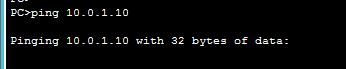 PC>ping 10.0.1.10
Pinging 10.0.1.10 with 32 bytes of data: